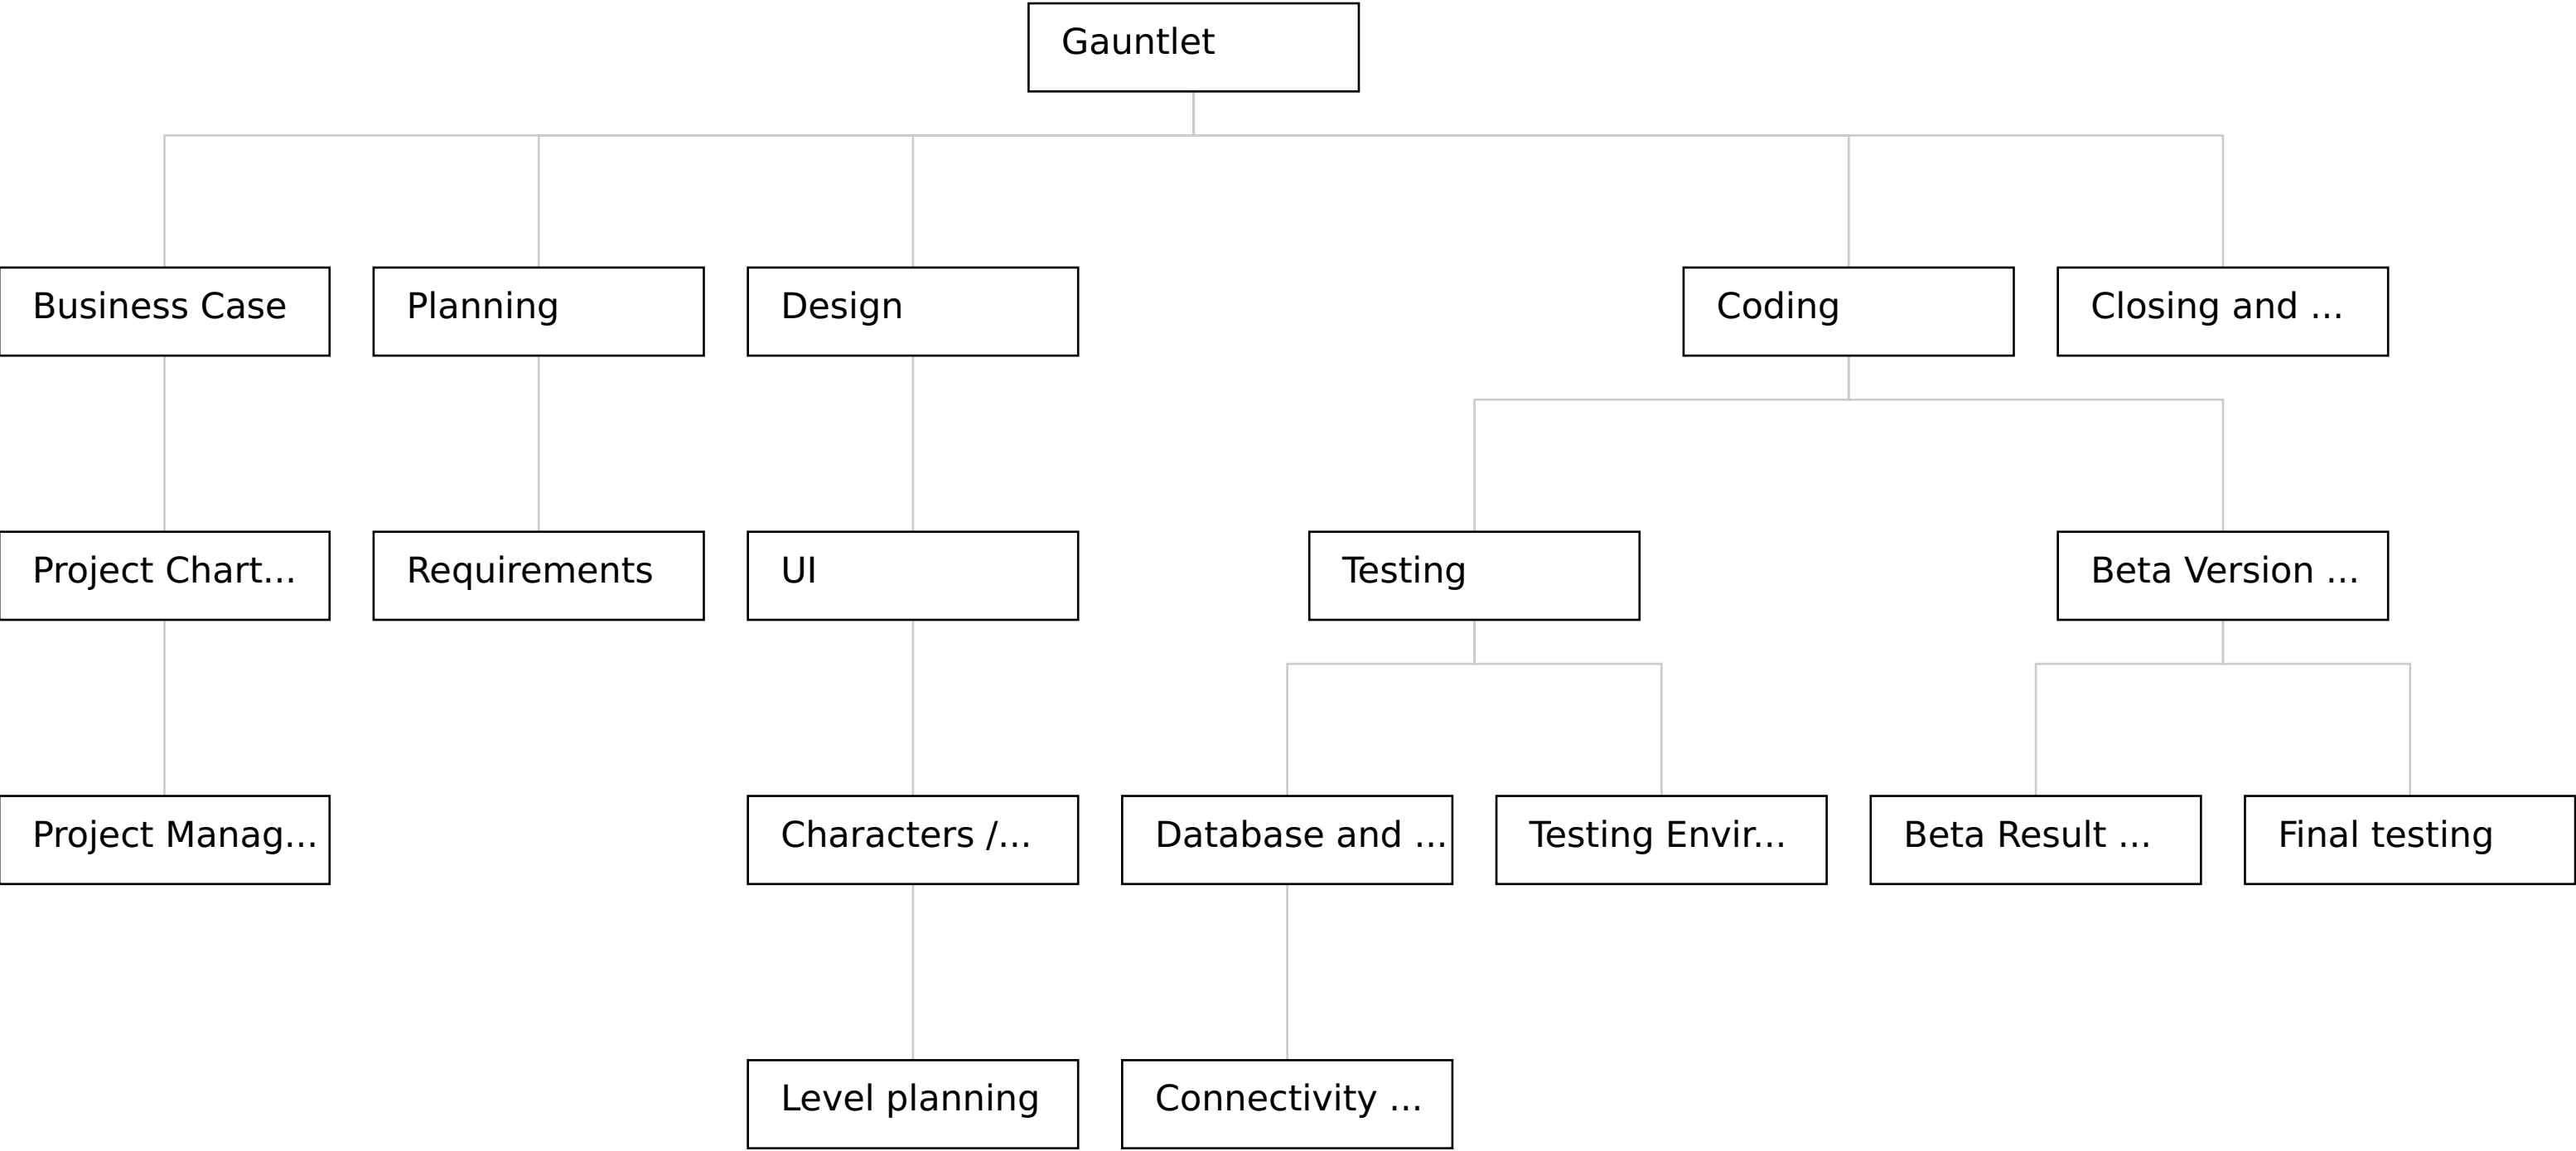 Gauntlet
Business Case
Planning
Design
Coding
Closing and ...
Project Chart...
Requirements
UI
Testing
Beta Version ...
Project Manag...
Characters /...
Database and ...
Testing Envir...
Beta Result ...
Final testing
Level planning
Connectivity ...